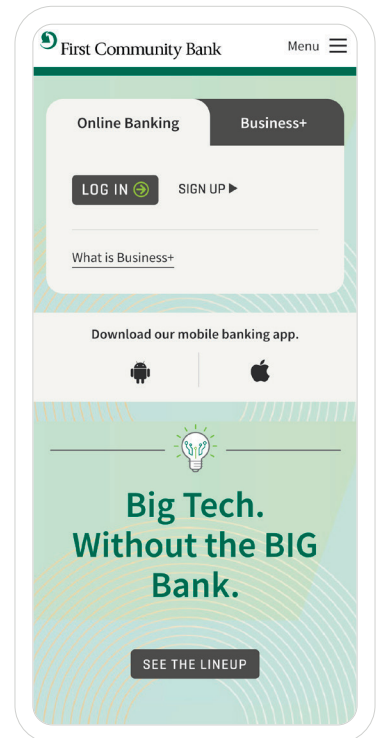 First Community Bank
Menu
Online Banking
Business+
LOG IN
SIGN UP
What is Business+
Download our mobile banking app.
Big Tech.
Without the BIG
Bank.
SEE THE LINEUP